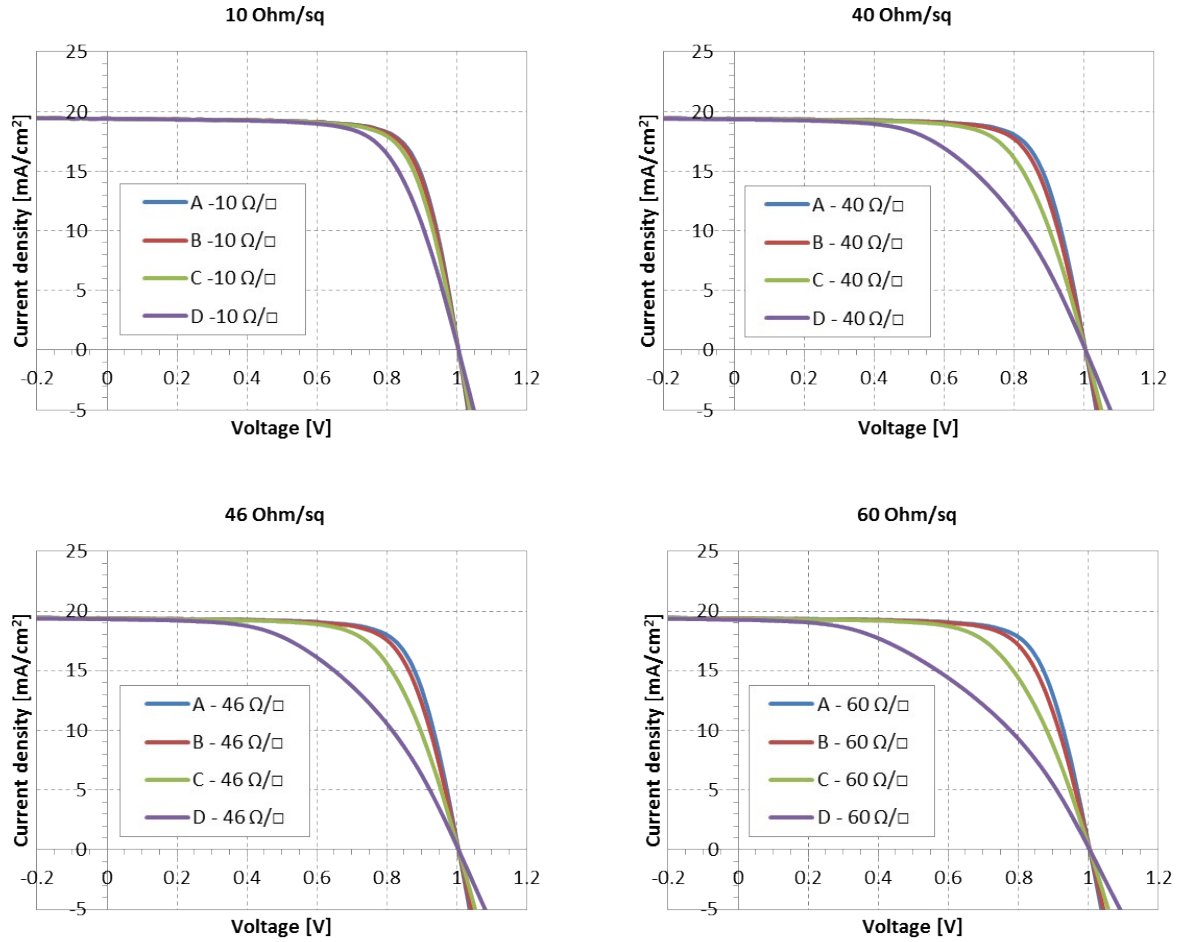 10 Ohm/sq
Current density [mA/cm²]
25
20
15
10
5
0
-5
-0.2 0 0.2 0.4 0.6 0.8 1 1.2
Voltage [V]
A -10 Ω/□
B -10 Ω/□
C -10 Ω/□
D -10 Ω/□
40 Ohm/sq
Current density [mA/cm²]
25
20
15
10
5
0
-5
-0.2 0 0.2 0.4 0.6 0.8 1 1.2
Voltage [V]
A - 40 Ω/□
B - 40 Ω/□
C - 40 Ω/□
D - 40 Ω/□
46 Ohm/sq
Current density [mA/cm²]
25
20
15
10
5
0
-5
-0.2 0 0.2 0.4 0.6 0.8 1 1.2
Voltage [V]
A - 46 Ω/□
B - 46 Ω/□
C - 46 Ω/□
D - 46 Ω/□
60 Ohm/sq
Current density [mA/cm²]
25
20
15
10
5
0
-5
-0.2 0 0.2 0.4 0.6 0.8 1 1.2
Voltage [V]
A - 60 Ω/□
B - 60 Ω/□
C - 60 Ω/□
D - 60 Ω/□